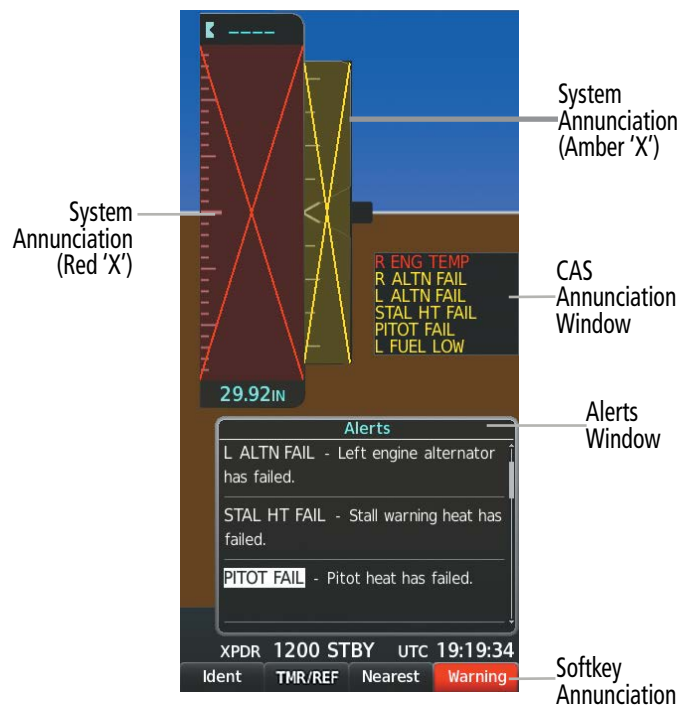 ----
29.92IN
System
Annunciation
(Red ‘X’)
System
Annunciation
(Amber ‘X’)
R ENG TEMP
R ALTN FAIL
L ALTN FAIL
STAL HT FAIL
PITOT FAIL
L FUEL LOW
CAS
Annunciation
Window
Alerts
Window
Alerts
L ALTN FAIL - Left engine alternator
has failed.
STAL HT FAIL - Stall warning heat has
failed.
PITOT FAIL - Pitot heat has failed.
XPDR 1200 STBY UTC 19:19:34
Ident TMR/REF Nearest Warning
Softkey
Annunciation